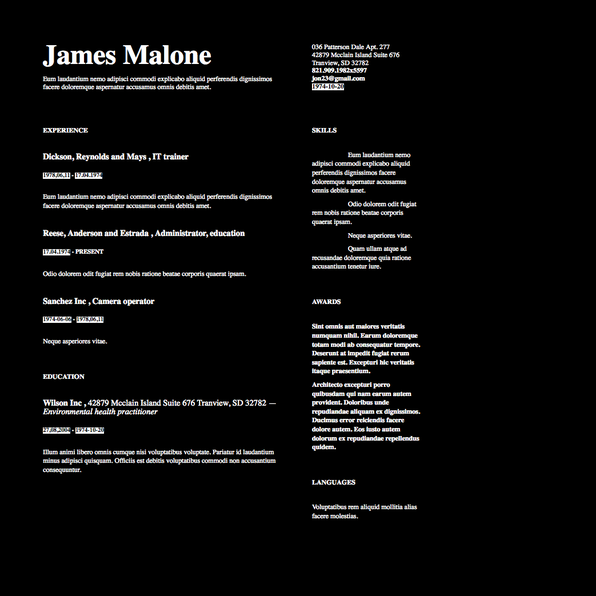 James Malone
Eum laudantium nemo adipisci commodi explicabo aliquid perferendis dignissimos
facere doloremque aspernatur accusamus omnis debitis amet.
EXPERIENCE
Dickson, Reynolds and Mays , IT trainer
1978.06.11 - 17.04.1974
Eum laudantium nemo adipisci commodi explicabo aliquid perferendis dignissimos
facere doloremque aspernatur accusamus omnis debitis amet.
Reese, Anderson and Estrada , Administrator, education
17.04.1974 - PRESENT
Odio dolorem odit fugiat rem nobis ratione beatae corporis quaerat ipsam.
Sanchez Inc , Camera operator
1974-06-06 - 1978.06.11
Neque asperiores vitae.
EDUCATION
Wilson Inc , 42879 Mcclain Island Suite 676 Tranview, SD 32782 —
Environmental health practitioner
27.08.2004 - 1974-10-20
Illum animi libero omnis cumque nisi voluptatibus voluptate. Pariatur id laudantium
minus adipisci quisquam. Officiis est debitis voluptatibus commodi non accusantium
consequuntur.
036 Patterson Dale Apt. 277
42879 Mcclain Island Suite 676
Tranview, SD 32782
821.909.1982x5597
jon23@gmail.com
1974-10-20
SKILLS
Eum laudantium nemo
adipisci commodi explicabo aliquid
perferendis dignissimos facere
doloremque aspernatur accusamus
omnis debitis amet.
Odio dolorem odit fugiat
rem nobis ratione beatae corporis
quaerat ipsam.
Neque asperiores vitae.
Quam ullam atque ad
recusandae doloremque quia ratione
accusantium tenetur iure.
AWARDS
Sint omnis aut maiores veritatis
numquam nihil. Earum doloremque
totam modi ab consequatur tempore.
Deserunt at impedit fugiat rerum
sapiente est. Excepturi hic veritatis
itaque praesentium.
Architecto excepturi porro
quibusdam qui nam earum autem
provident. Doloribus unde
repudiandae aliquam ex dignissimos.
Ducimus error reiciendis facere
dolore autem. Eos iusto autem
dolorum ex repudiandae repellendus
quidem.
LANGUAGES
Voluptatibus rem aliquid mollitia alias
facere molestias.